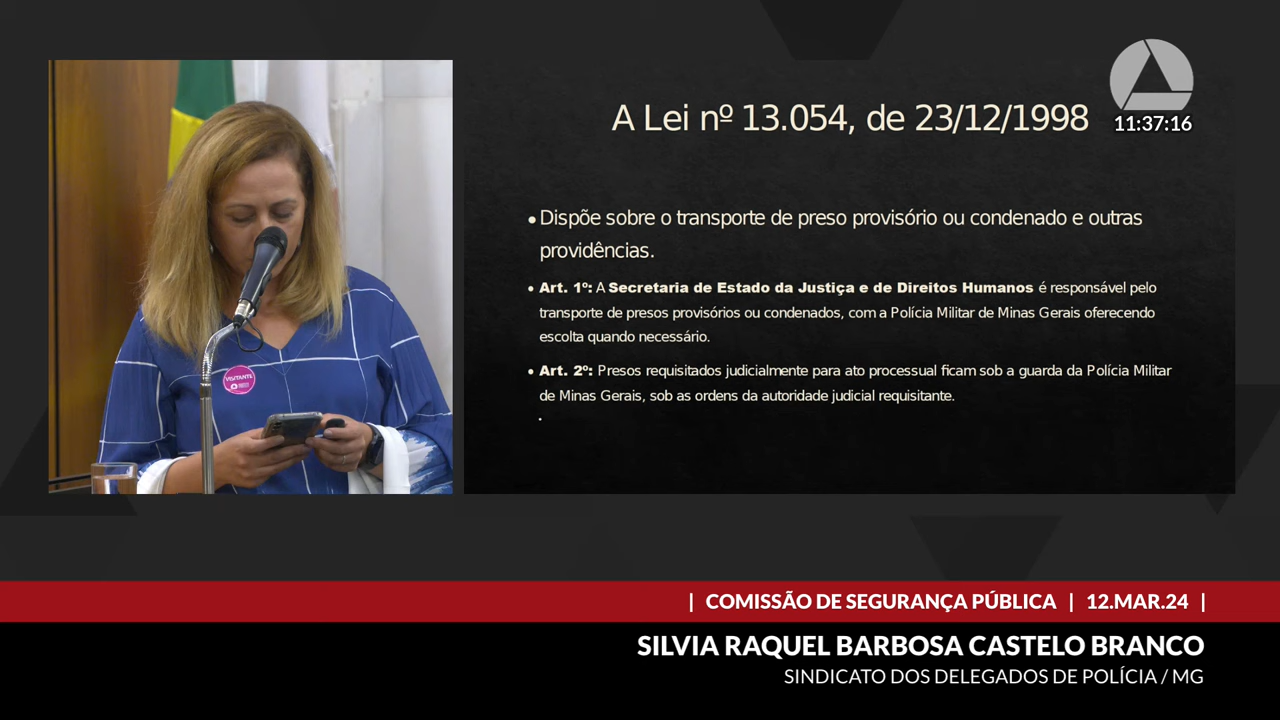 A Lei nº 13.054, de 23/12/1998
11:37:16
• Dispõe sobre o transporte de preso provisório ou condenado e outras
providências.
• Art. 1º: A Secretaria de Estado da Justiça e de Direitos Humanos é responsável pelo
transporte de presos provisórios ou condenados, com a Polícia Militar de Minas Gerais oferecendo
escolta quando necessário.
• Art. 2º: Presos requisitados judicialmente para ato processual ficam sob a guarda da Polícia Militar
de Minas Gerais, sob as ordens da autoridade judicial requisitante.
VISITANTE
| COMISSÃO DE SEGURANÇA PÚBLICA | 12.MAR.24 |
SILVIA RAQUEL BARBOSA CASTELO BRANCO
SINDICATO DOS DELEGADOS DE POLÍCIA / MG